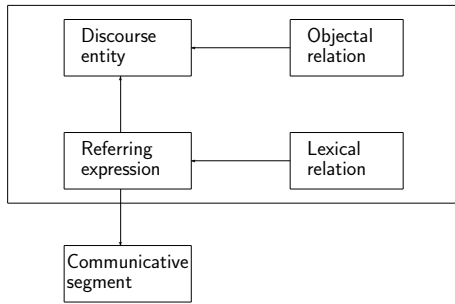 Discourse
entity
Objectal
relation
Referring
expression
Lexical
relation
Communicative
segment